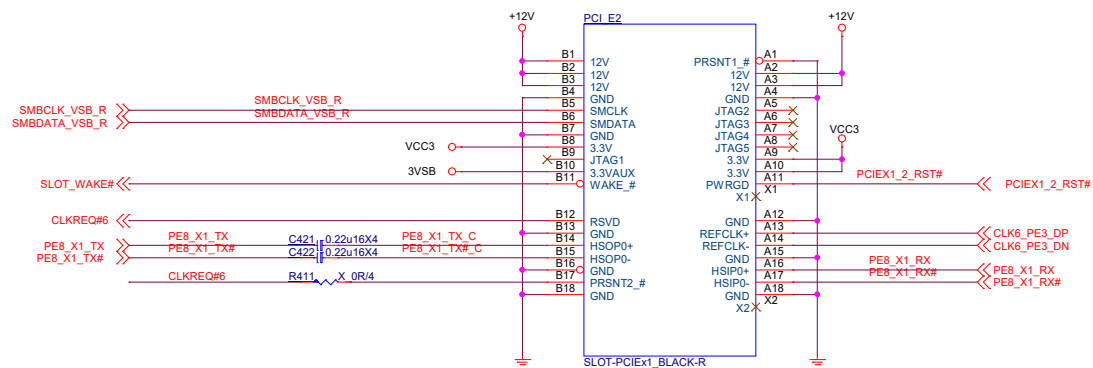 +12V PCI_E2 +12V
B1 12V PRSNT1_# A1
B2 12V 12V A2
B3 12V 12V A3
B4 GND GND A4
SMBCLK_VSB_R SMBCLK_VSB_R B5 SMCLK JTAG2 A5
SMBDATA_VSB_R SMBDATA_VSB_R B6 SMDATA JTAG3 A6
B7 GND JTAG4 A7
VCC3 B8 3.3V JTAG5 A8 VCC3
B9 JTAG1 3.3V A9
3VSB B10 3.3VAUX 3.3V A10
SLOT_WAKE# B11 WAKE_# PWRGD A11 PCIEX1_2_RST# PCIEX1_2_RST#
X1 X1
CLKREQ#6 B12 RSVD GND A12
B13 GND REFCLK+ A13 CLK6_PE3_DP
PE8_X1_TX PE8_X1_TX C421 0.22u16X4 PE8_X1_TX_C B14 HSOP0+ REFCLK- A14 CLK6_PE3_DN
PE8_X1_TX# PE8_X1_TX# C422 0.22u16X4 PE8_X1_TX#_C B15 HSOP0- GND A15
B16 GND HSIP0+ A16 PE8_X1_RX PE8_X1_RX
CLKREQ#6 R411 X_0R/4 B17 PRSNT2_# HSIP0- A17 PE8_X1_RX# PE8_X1_RX#
B18 GND GND A18
X2 X2
SLOT-PCIEx1_BLACK-R